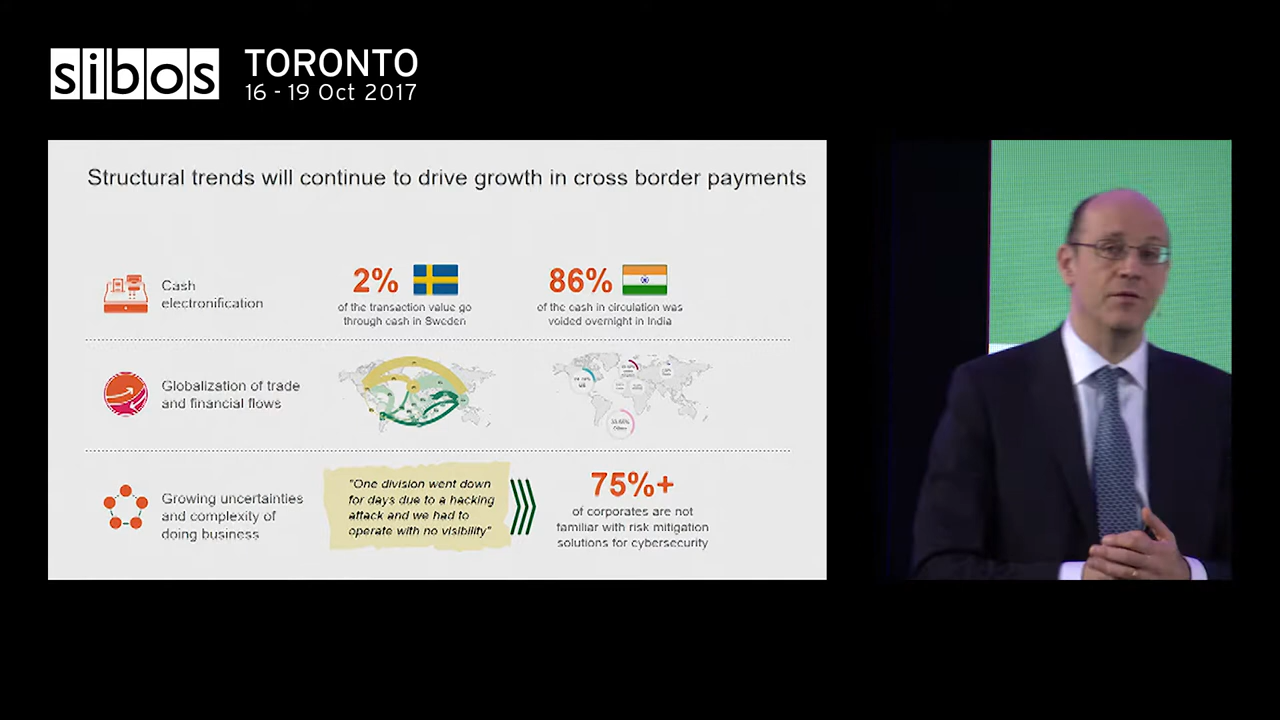 sibos
TORONTO
16 - 19 Oct 2017
Structural trends will continue to drive growth in cross border payments
Cash
electronification
2%
of the transaction value go
through cash in Sweden
86%
of the cash in circulation was
voided overnight in India
Globalization of trade
and financial flows
Growing uncertainties
and complexity of
doing business
"One division went down
for days due to a hacking
attack and we had to
operate with no visibility"
75%+
of corporates are not
familiar with risk mitigation
solutions for cybersecurity